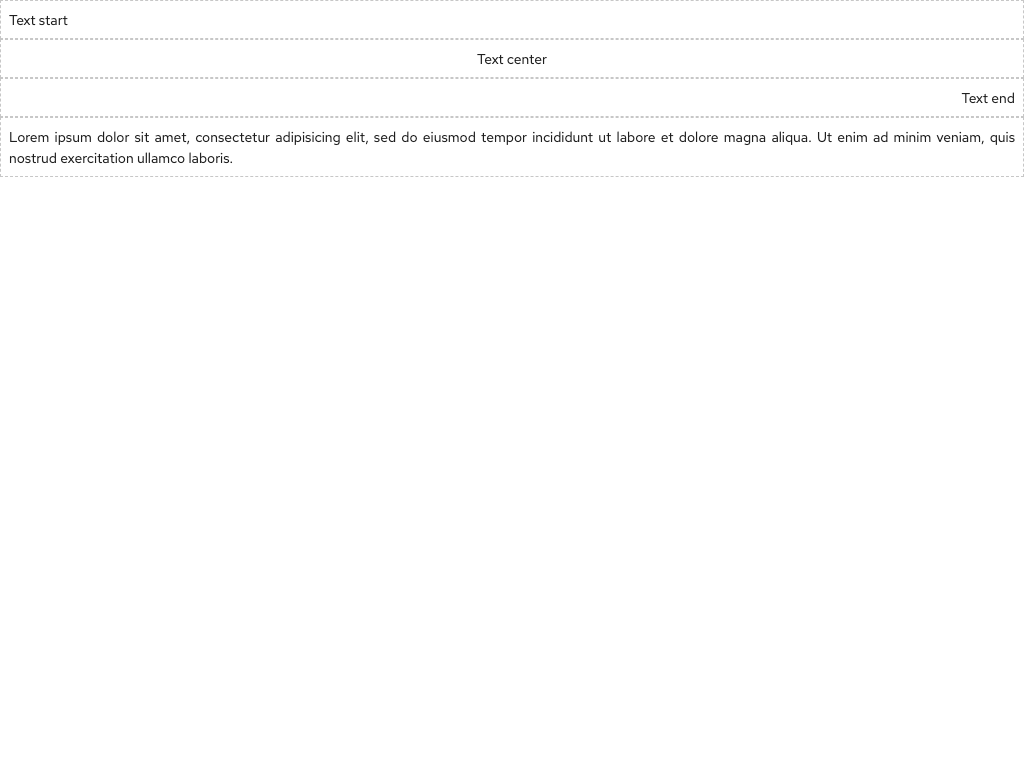 Text start
Text center
Text end
Lorem ipsum dolor sit amet, consectetur adipisicing elit, sed do eiusmod tempor incididunt ut labore et dolore magna aliqua. Ut enim ad minim veniam, quis
nostrud exercitation ullamco laboris.